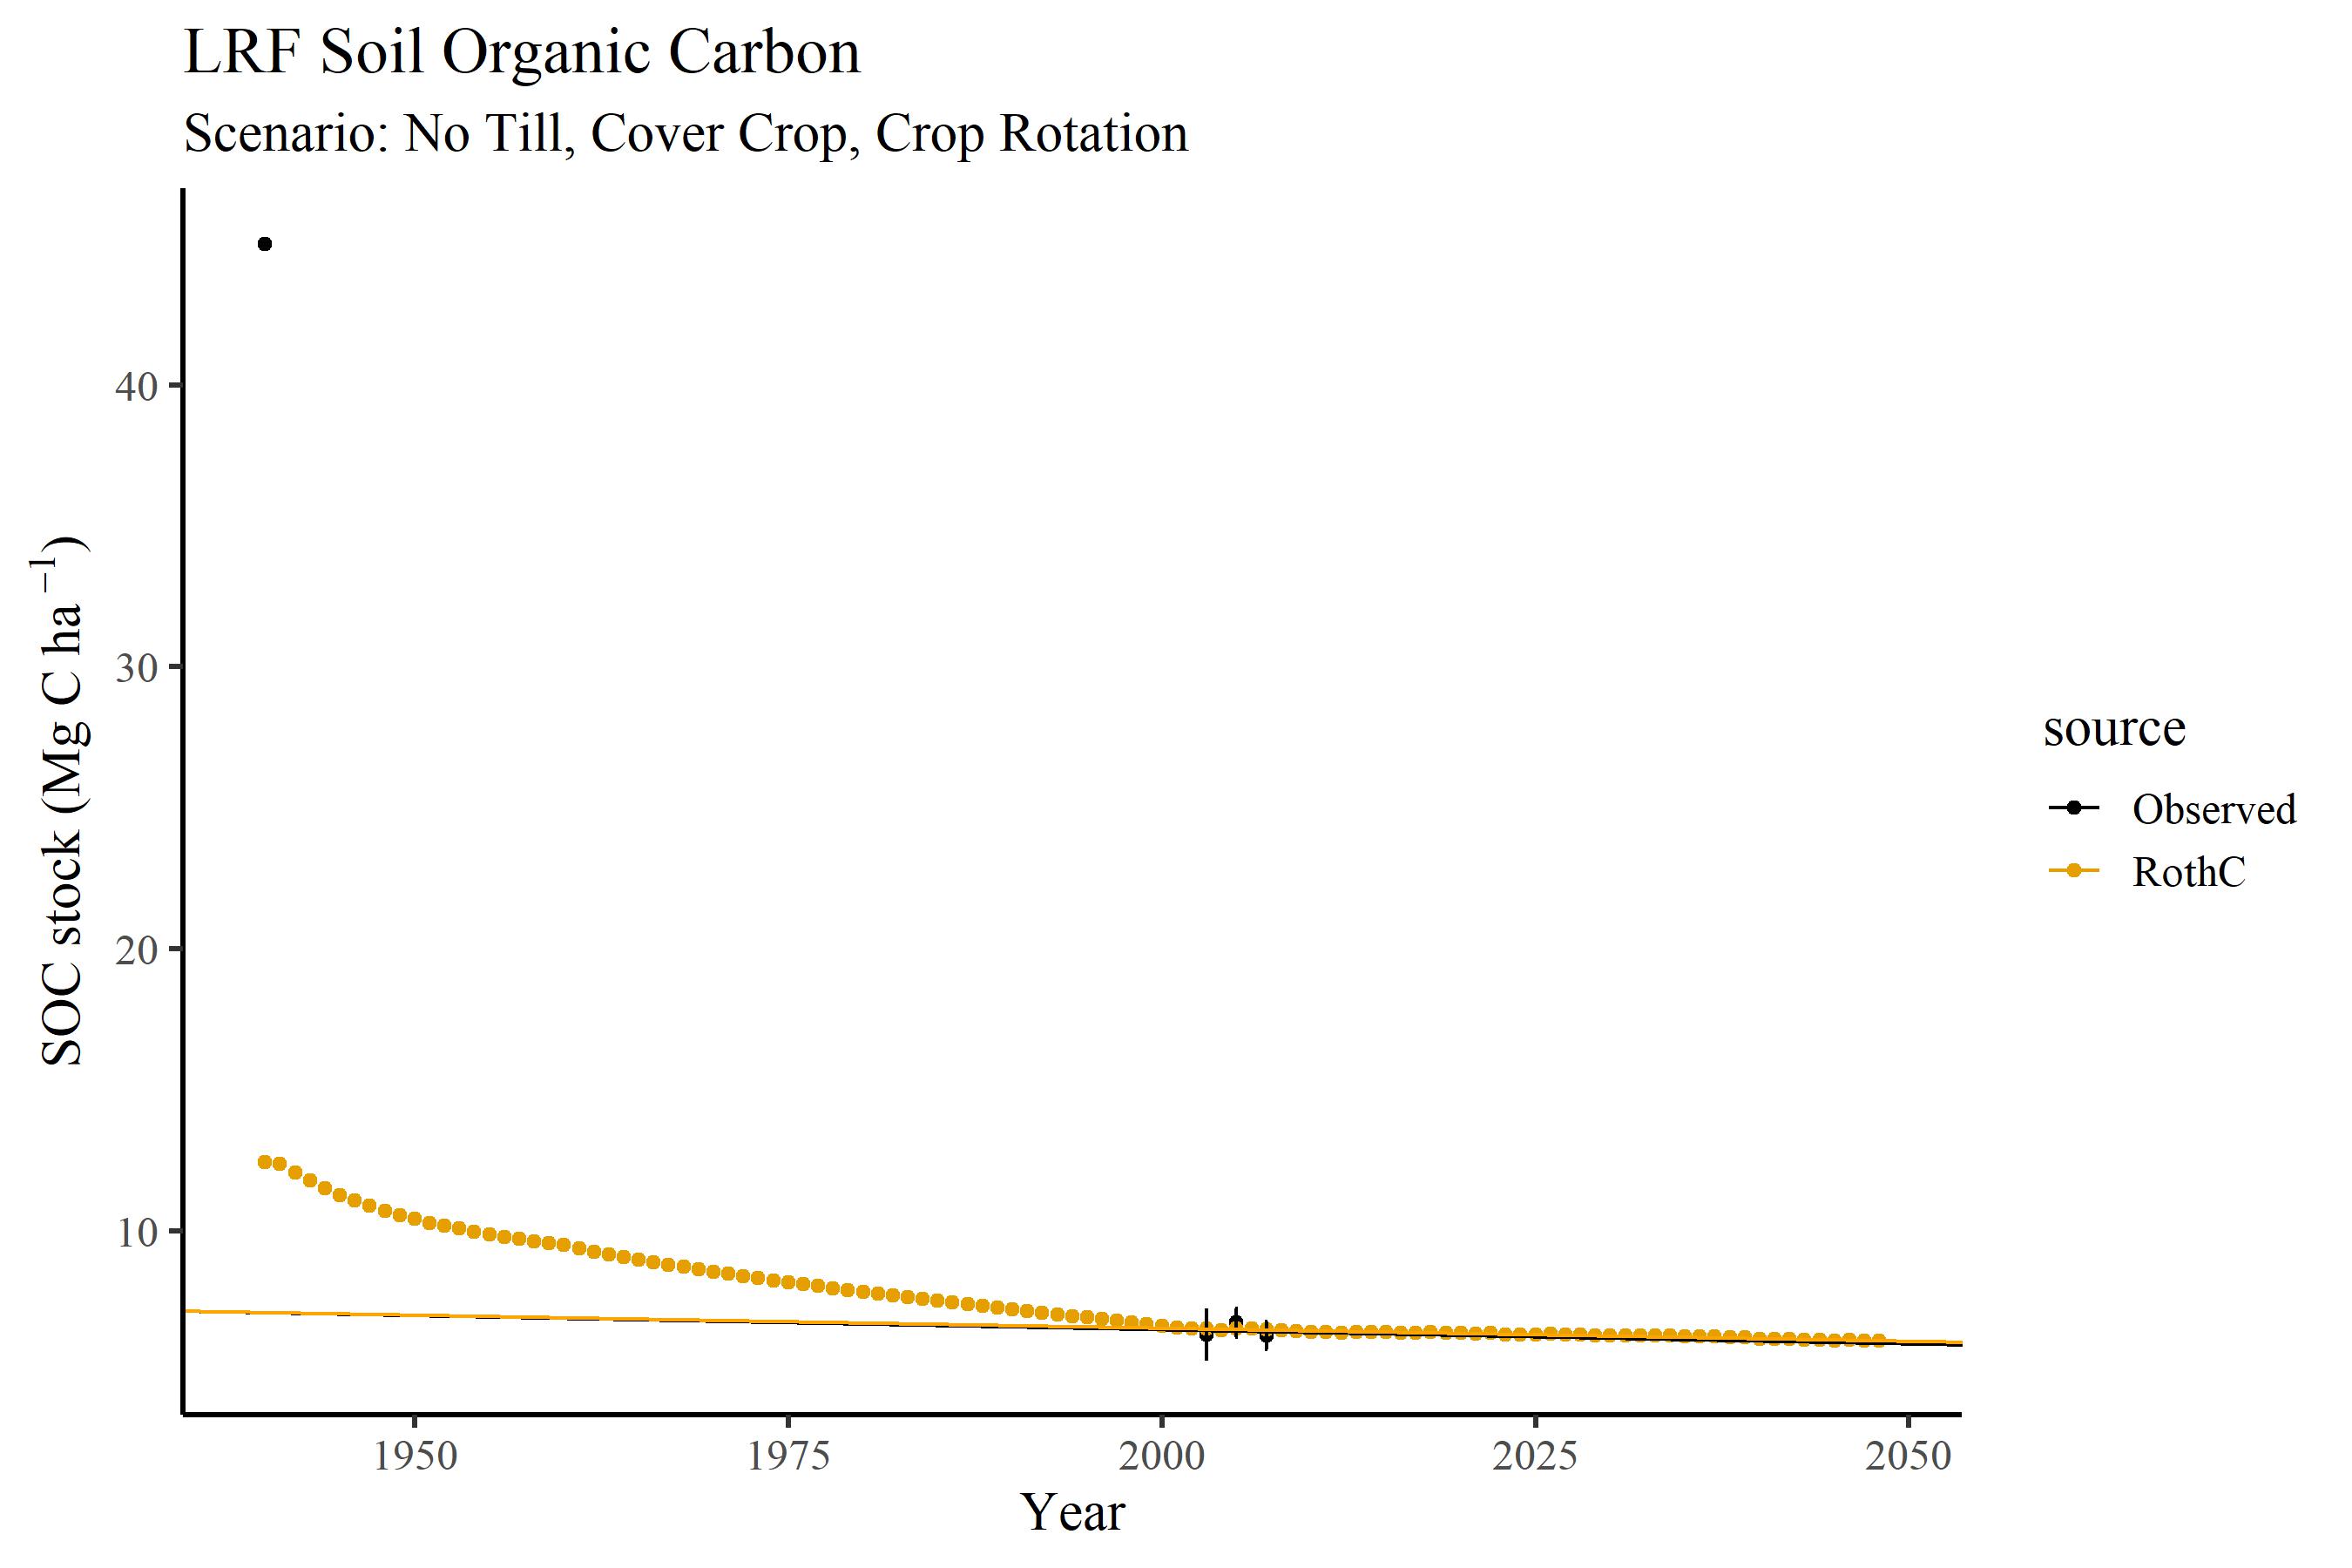 LRF Soil Organic Carbon
Scenario: No Till, Cover Crop, Crop Rotation
SOC stock (Mg C ha ⁻¹)
40
30
20
10
1950
1975
2000
2025
2050
Year
source
Observed
RothC